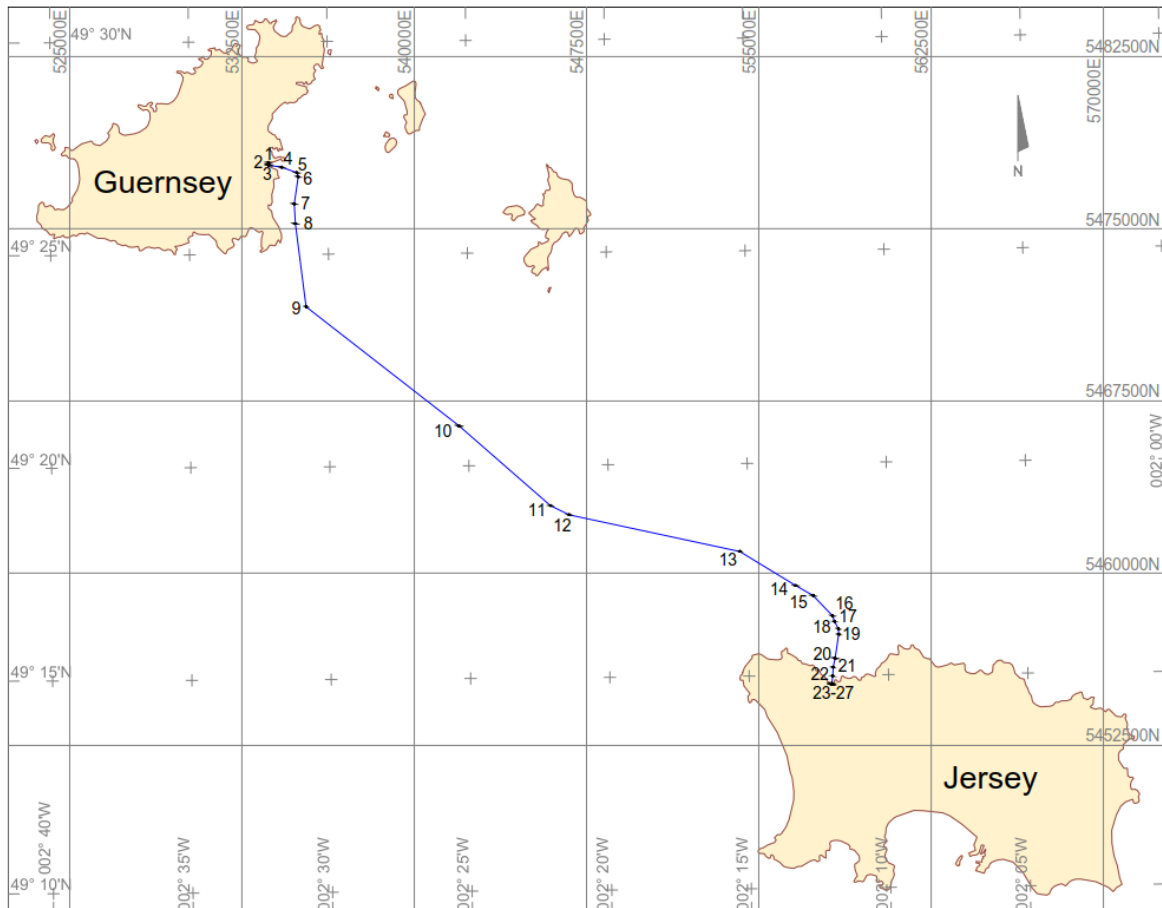 49° 30'N
525000E
532500E
540000E
547500E
555000E
562500E
5482500N
570000E
N
1
2
3
4
5
6
7
8
Guernsey
5475000N
49° 25'N
9
5467500N
10
002° 00'W
49° 20'N
11
12
13
5460000N
14
15
16
17
18
19
20
21
22
23-27
49° 15'N
5452500N
Jersey
002° 40'W
002° 35'W
002° 30'W
002° 25'W
002° 20'W
002° 15'W
002° 10'W
002° 05'W
49° 10'N